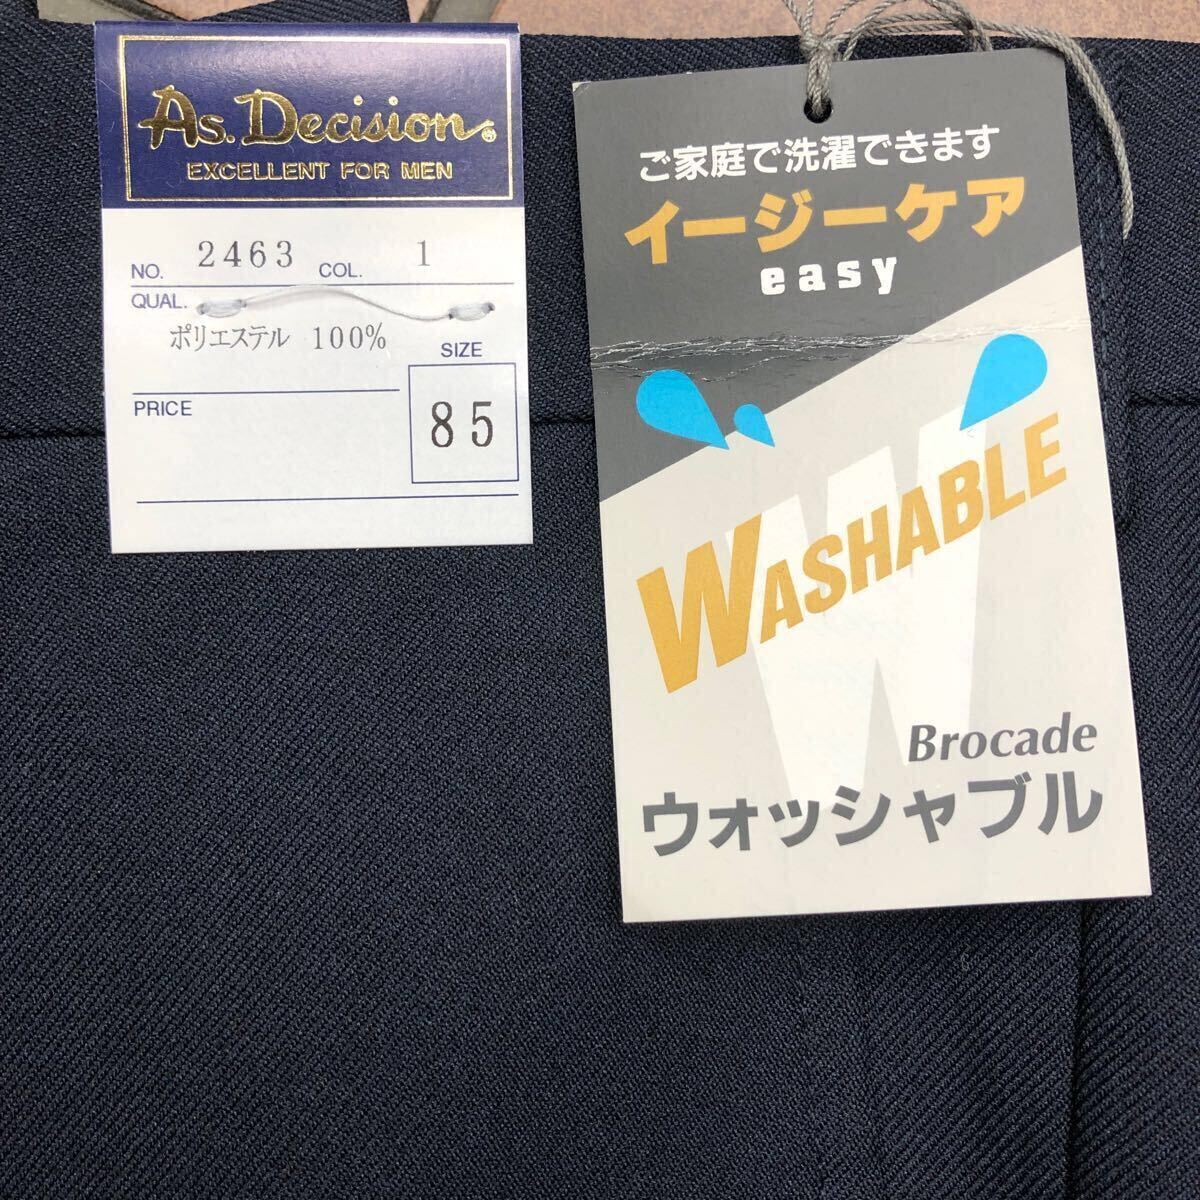 As. Decision®
EXCELLENT FOR MEN
NO. 2463 COL. 1
QUAL.
ポリエステル 100%
SIZE
PRICE
85
ご家庭で洗濯できます
イージーケア
easy
WASHABLE
Brocade
ウォッシャブル